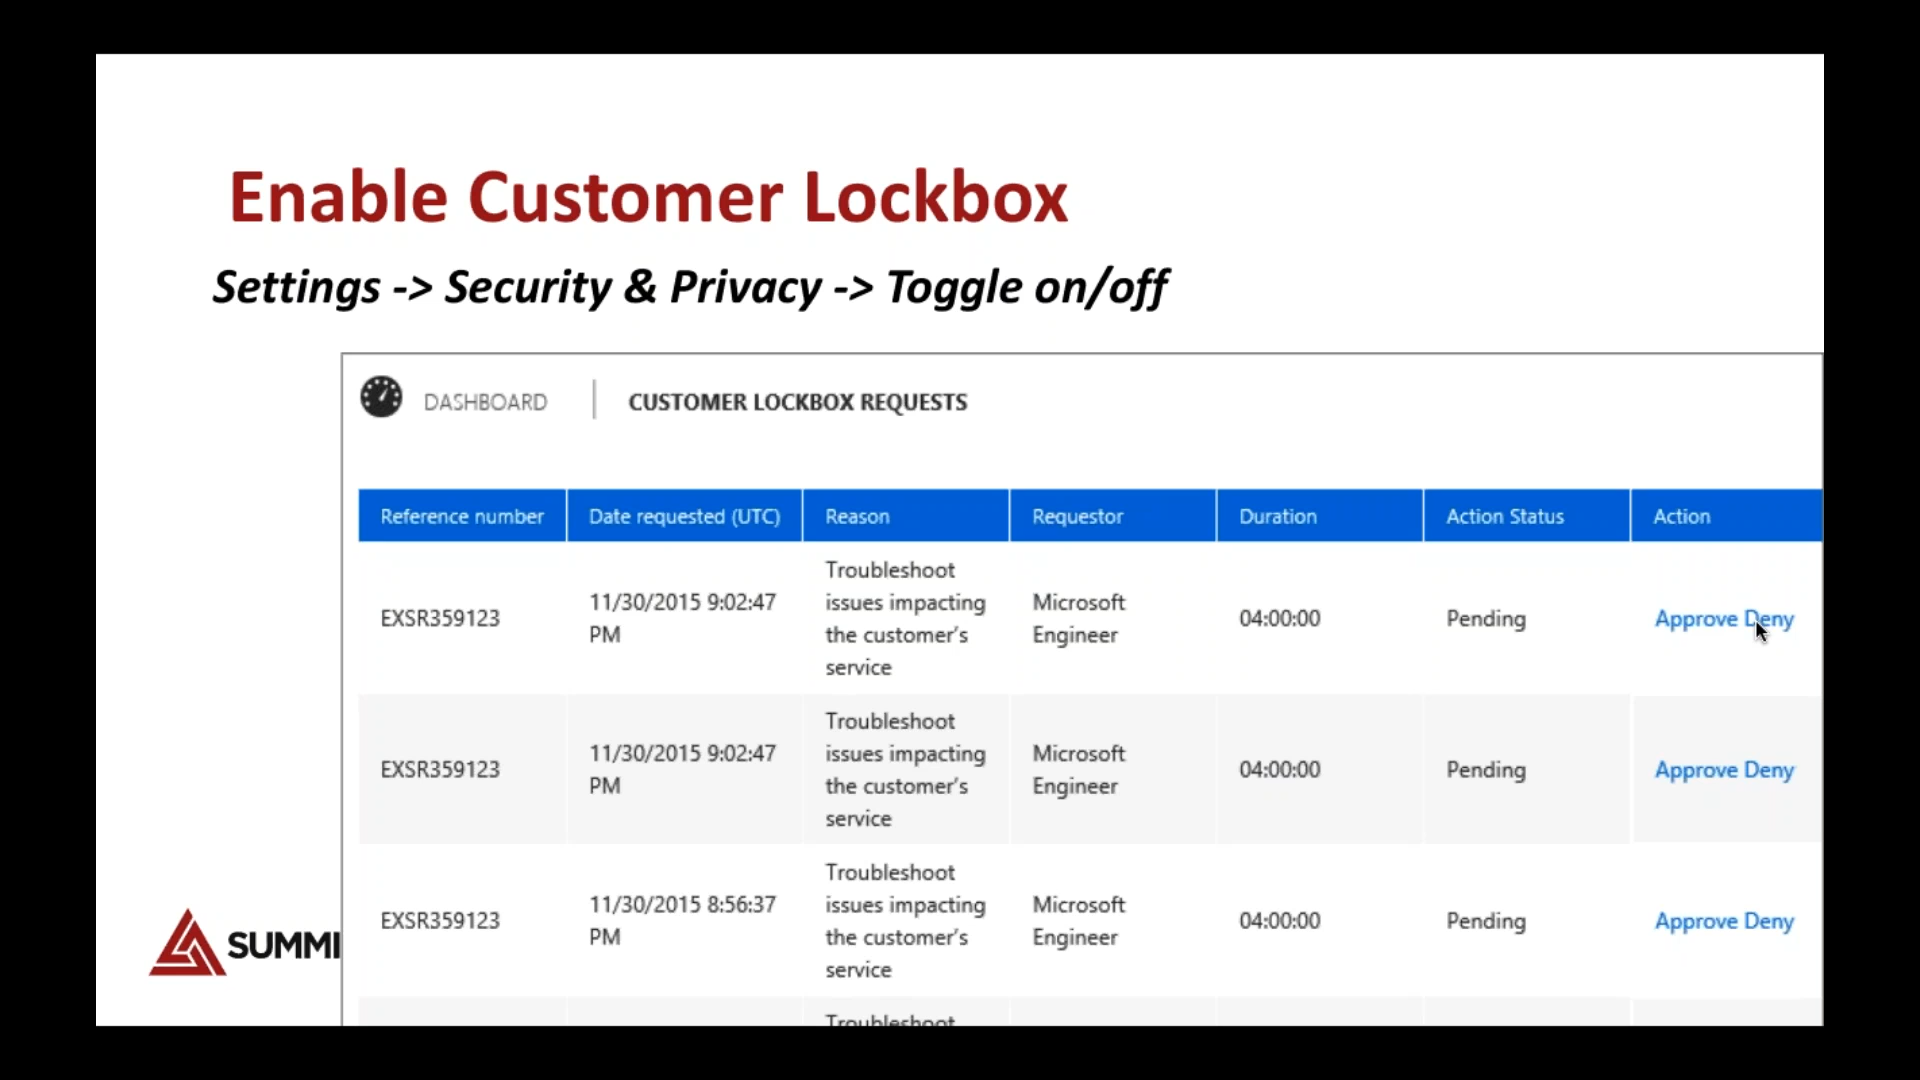 Enable Customer Lockbox
Settings -> Security & Privacy -> Toggle on/off
DASHBOARD
CUSTOMER LOCKBOX REQUESTS
Reference number Date requested (UTC) Reason Requestor Duration Action Status Action
EXSR359123
11/30/2015 9:02:47
PM
Troubleshoot
issues impacting
the customer's
service
Microsoft
Engineer
04:00:00
Pending
Approve Deny
EXSR359123
11/30/2015 9:02:47
PM
Troubleshoot
issues impacting
the customer's
service
Microsoft
Engineer
04:00:00
Pending
Approve Deny
EXSR359123
11/30/2015 8:56:37
PM
Troubleshoot
issues impacting
the customer's
service
Microsoft
Engineer
04:00:00
Pending
Approve Deny
Troubleshoot
SUMMI